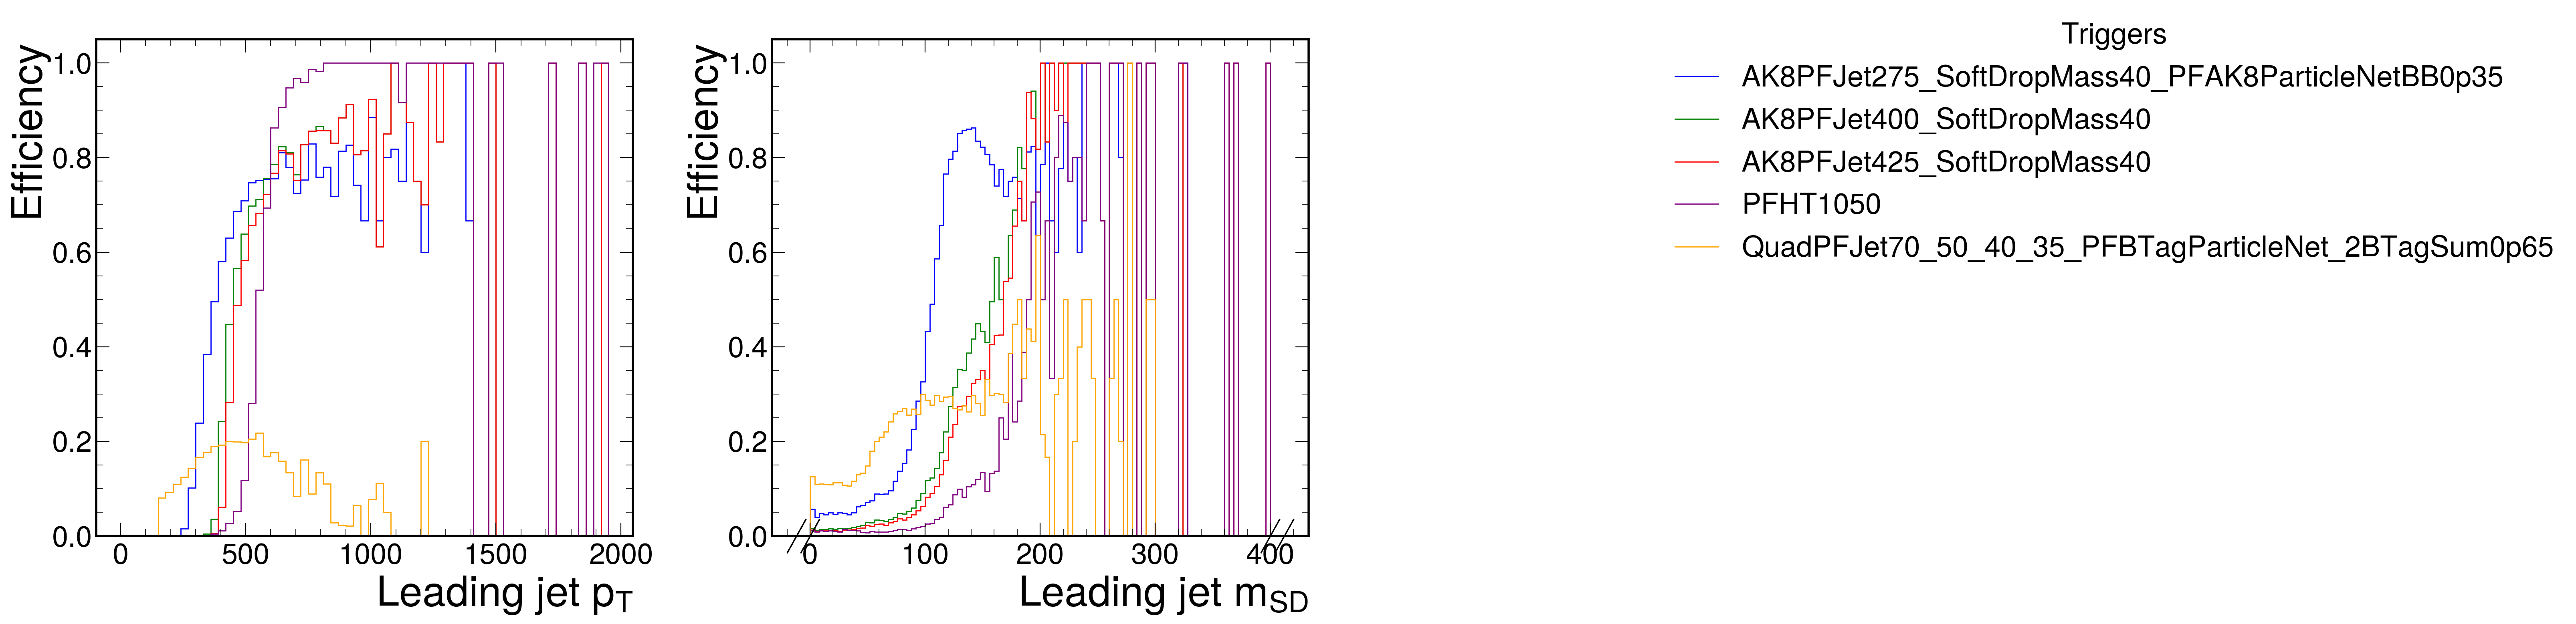 Efficiency
1.0
0.8
0.6
0.4
0.2
0.0
0
500
1000
1500
2000
Leading jet pT
Efficiency
1.0
0.8
0.6
0.4
0.2
0.0
0
100
200
300
400
Leading jet mSD
Triggers
AK8PFJet275_SoftDropMass40_PFAK8ParticleNetBB0p35
AK8PFJet400_SoftDropMass40
AK8PFJet425_SoftDropMass40
PFHT1050
QuadPFJet70_50_40_35_PFBTagParticleNet_2BTagSum0p65